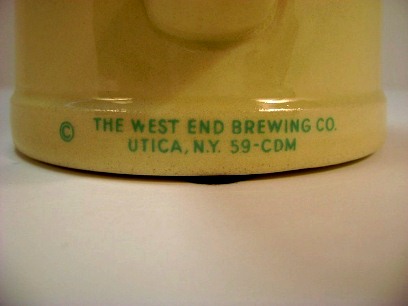 © THE WEST END BREWING CO.
UTICA, N.Y. 59-CDM